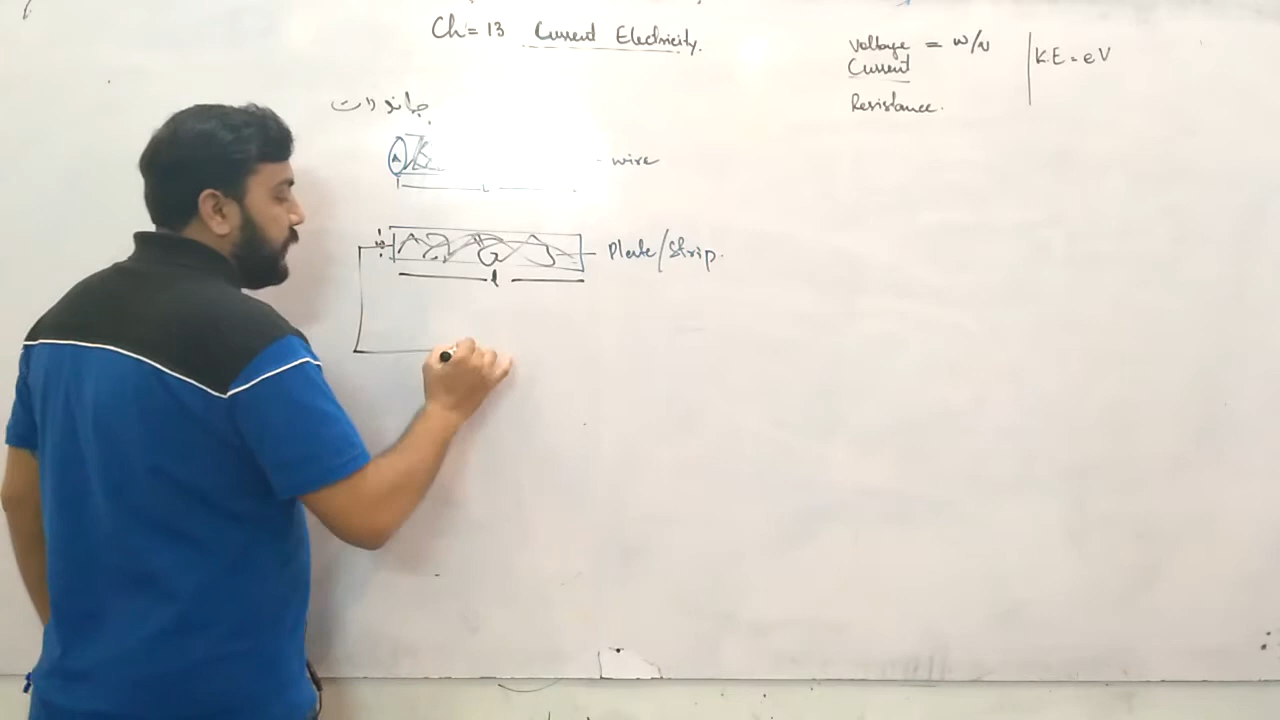 Ch = 13 Current Electricity.
Voltage = w/v
Current
Resistance.
K.E = eV
A
L
- wire
Plate/Strip.
l